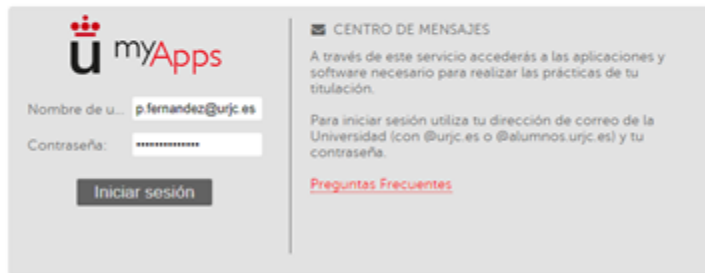 u myApps
Nombre de u...
p.fernandez@urjc.es
Contraseña:
••••••••••••••
Iniciar sesión
CENTRO DE MENSAJES
A través de este servicio accederás a las aplicaciones y
software necesario para realizar las prácticas de tu
titulación.
Para iniciar sesión utiliza tu dirección de correo de la
Universidad (con @urjc.es o @alumnos.urjc.es) y tu
contraseña.
Preguntas Frecuentes